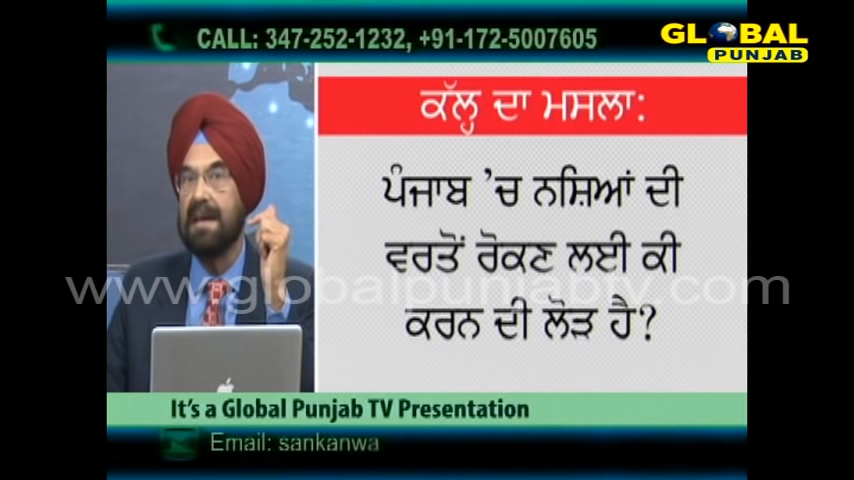 CALL: 347-252-1232, +91-172-5007605
GLOBAL
PUNJAB
ਕੱਲ੍ਹ ਦਾ ਮਸਲਾ:
ਪੰਜਾਬ ’ਚ ਨਸ਼ਿਆਂ ਦੀ
ਵਰਤੋਂ ਰੋਕਣ ਲਈ ਕੀ
ਕਰਨ ਦੀ ਲੋੜ ਹੈ?
www.globalpunjabtv.com
It's a Global Punjab TV Presentation
Email: sankanwa